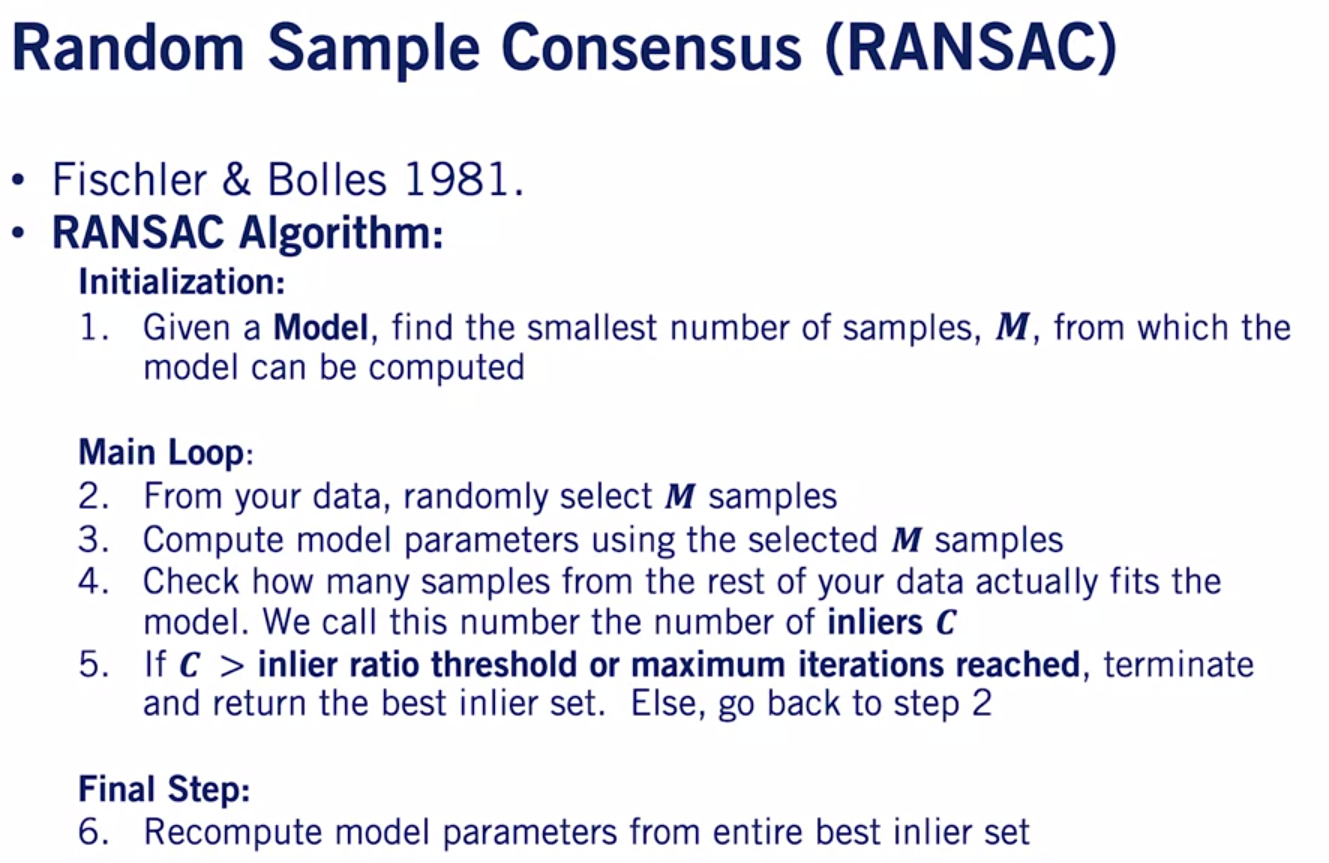 Random Sample Consensus (RANSAC)
• Fischler & Bolles 1981.
• RANSAC Algorithm:
Initialization:
1. Given a Model, find the smallest number of samples, M, from which the
model can be computed
Main Loop:
2. From your data, randomly select M samples
3. Compute model parameters using the selected M samples
4. Check how many samples from the rest of your data actually fits the
model. We call this number the number of inliers C
5. If C > inlier ratio threshold or maximum iterations reached, terminate
and return the best inlier set. Else, go back to step 2
Final Step:
6. Recompute model parameters from entire best inlier set